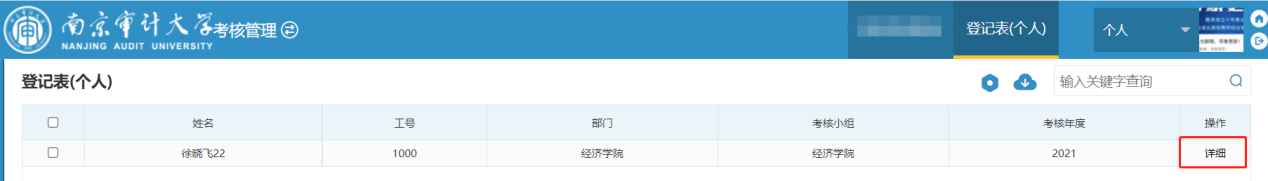 南京审计大学考核管理
NANJING AUDIT UNIVERSITY
登记表(个人)
个人
登记表(个人)
输入关键字查询
姓名 工号 部门 考核小组 考核年度 操作
徐晓飞22 1000 经济学院 经济学院 2021 详细